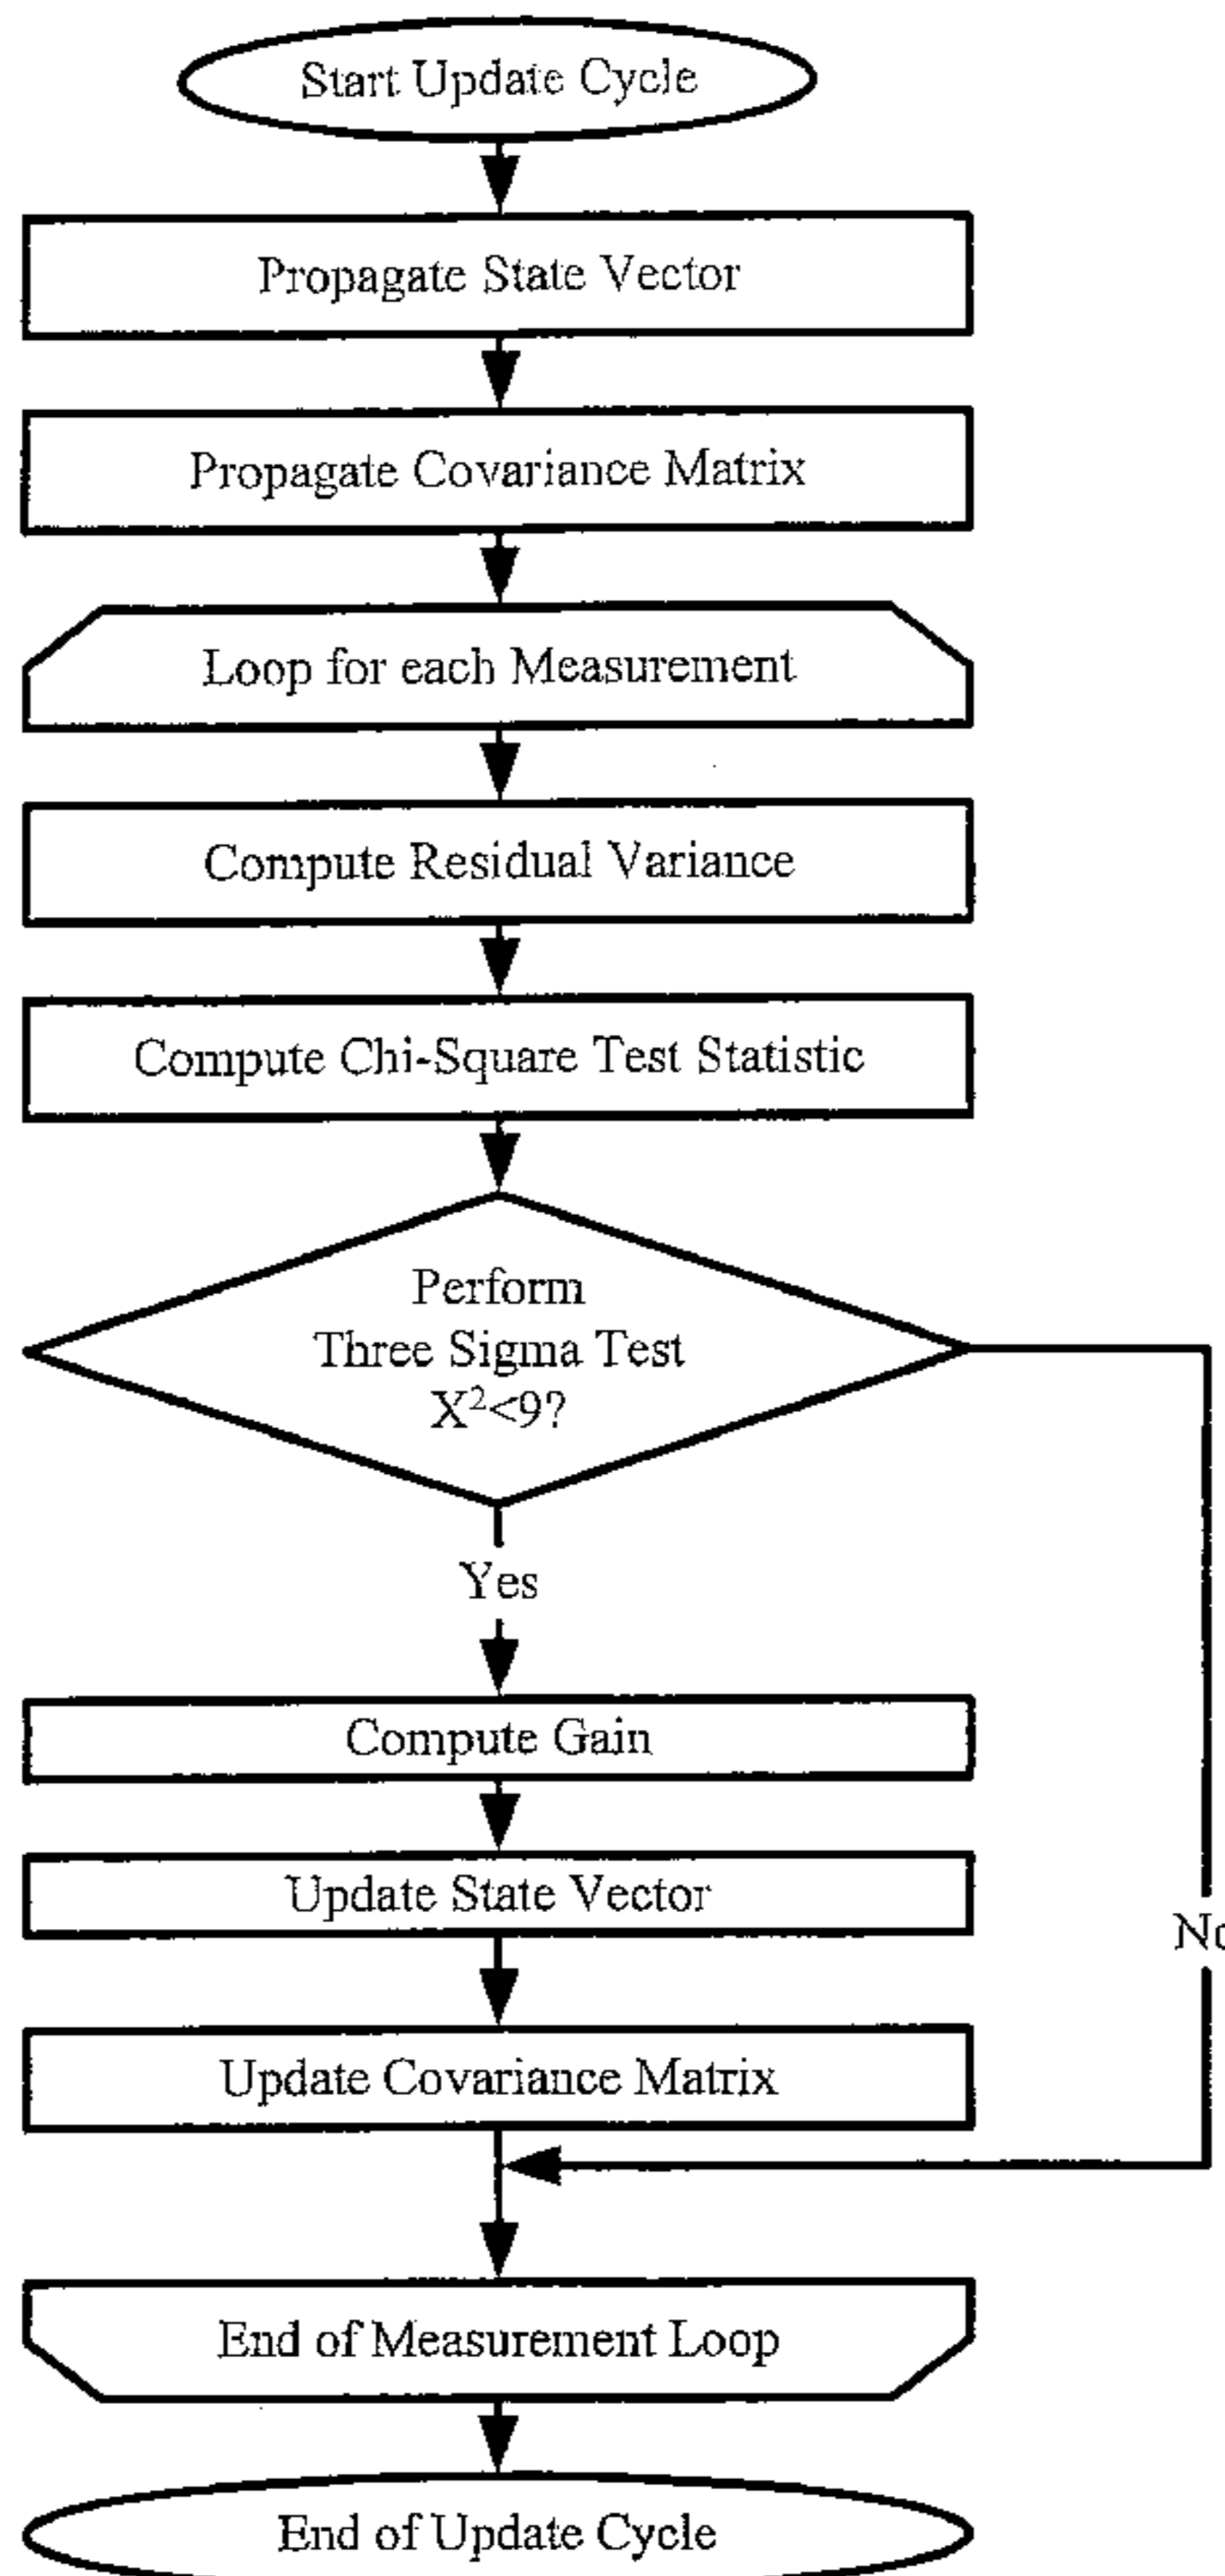 Start Update Cycle
Propagate State Vector
Propagate Covariance Matrix
Loop for each Measurement
Compute Residual Variance
Compute Chi-Square Test Statistic
Perform
Three Sigma Test
X²<9?
Yes
Compute Gain
Update State Vector
No
Update Covariance Matrix
End of Measurement Loop
End of Update Cycle